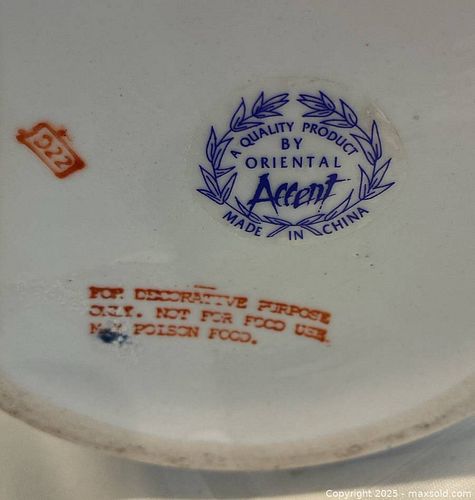 D22
A QUALITY PRODUCT
BY
ORIENTAL
Accent
MADE IN CHINA
FOR DECORATIVE PURPOSE
ONLY. NOT FOR FOOD USE.
MAY POISON FOOD.
Copyright 2025 - maxsold.com